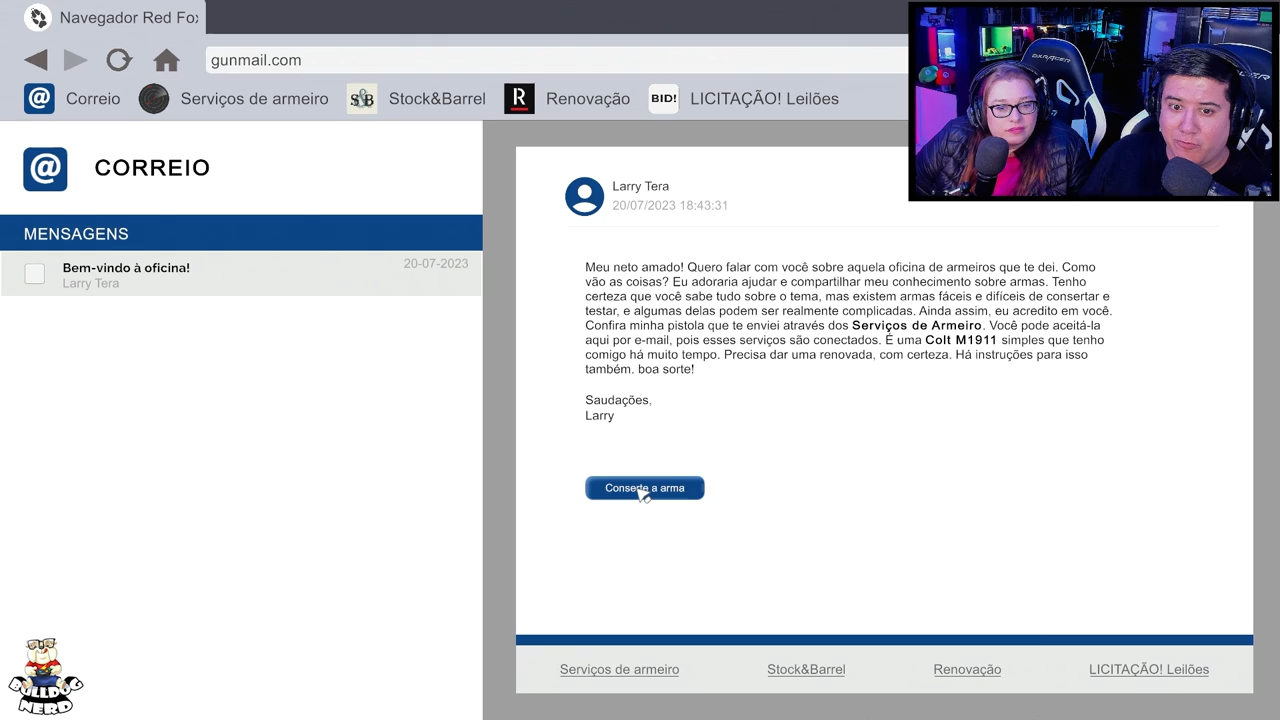 Navegador Red Fox
gunmail.com
Correio
Serviços de armeiro
S&B
Stock&Barrel
R
Renovação
BID!
LICITAÇÃO! Leilões
DXRACER
@ CORREIO
MENSAGENS
Bem-vindo à oficina!
20-07-2023
Larry Tera
Larry Tera
20/07/2023 18:43:31
Meu neto amado! Quero falar com você sobre aquela oficina de armeiros que te dei. Como
vão as coisas? Eu adoraria ajudar e compartilhar meu conhecimento sobre armas. Tenho
certeza que você sabe tudo sobre o tema, mas existem armas fáceis e difíceis de consertar e
testar, e algumas delas podem ser realmente complicadas. Ainda assim, eu acredito em você.
Confira minha pistola que te enviei através dos Serviços de Armeiro. Você pode aceitá-la
aqui por e-mail, pois esses serviços são conectados. É uma Colt M1911 simples que tenho
comigo há muito tempo. Precisa dar uma renovada, com certeza. Há instruções para isso
também. boa sorte!
Saudações,
Larry
Conserte a arma
Serviços de armeiro
Stock&Barrel
Renovação
LICITAÇÃO! Leilões
BULLDOG
NERD